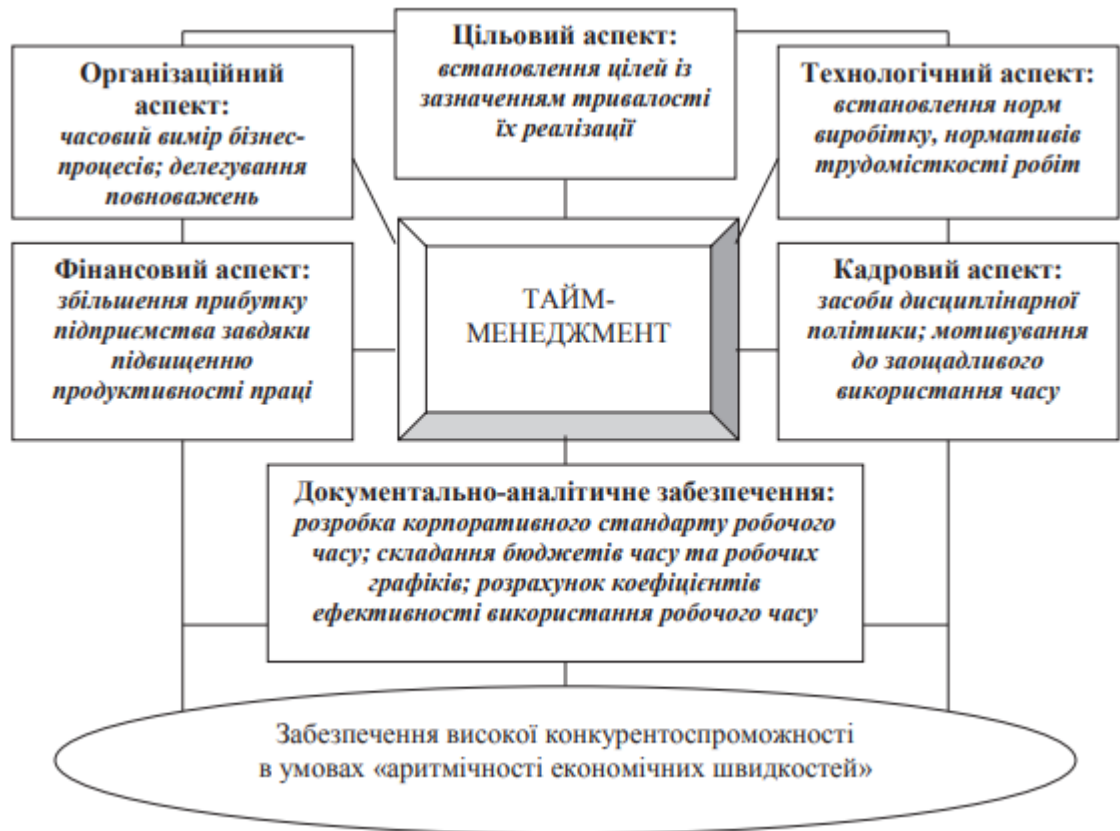 Цільовий аспект:
встановлення цілей із
зазначенням тривалості
їх реалізації
Організаційний
аспект:
часовий вимір бізнес-
процесів; делегування
повноважень
Технологічний аспект:
встановлення норм
виробітку, нормативів
трудомісткості робіт
Фінансовий аспект:
збільшення прибутку
підприємства завдяки
підвищенню
продуктивності праці
ТАЙМ-
МЕНЕДЖМЕНТ
Кадровий аспект:
засоби дисциплінарної
політики; мотивування
до заощадливого
використання часу
Документально-аналітичне забезпечення:
розробка корпоративного стандарту робочого
часу; складання бюджетів часу та робочих
графіків; розрахунок коефіцієнтів
ефективності використання робочого часу
Забезпечення високої конкурентоспроможності
в умовах «аритмічності економічних швидкостей»